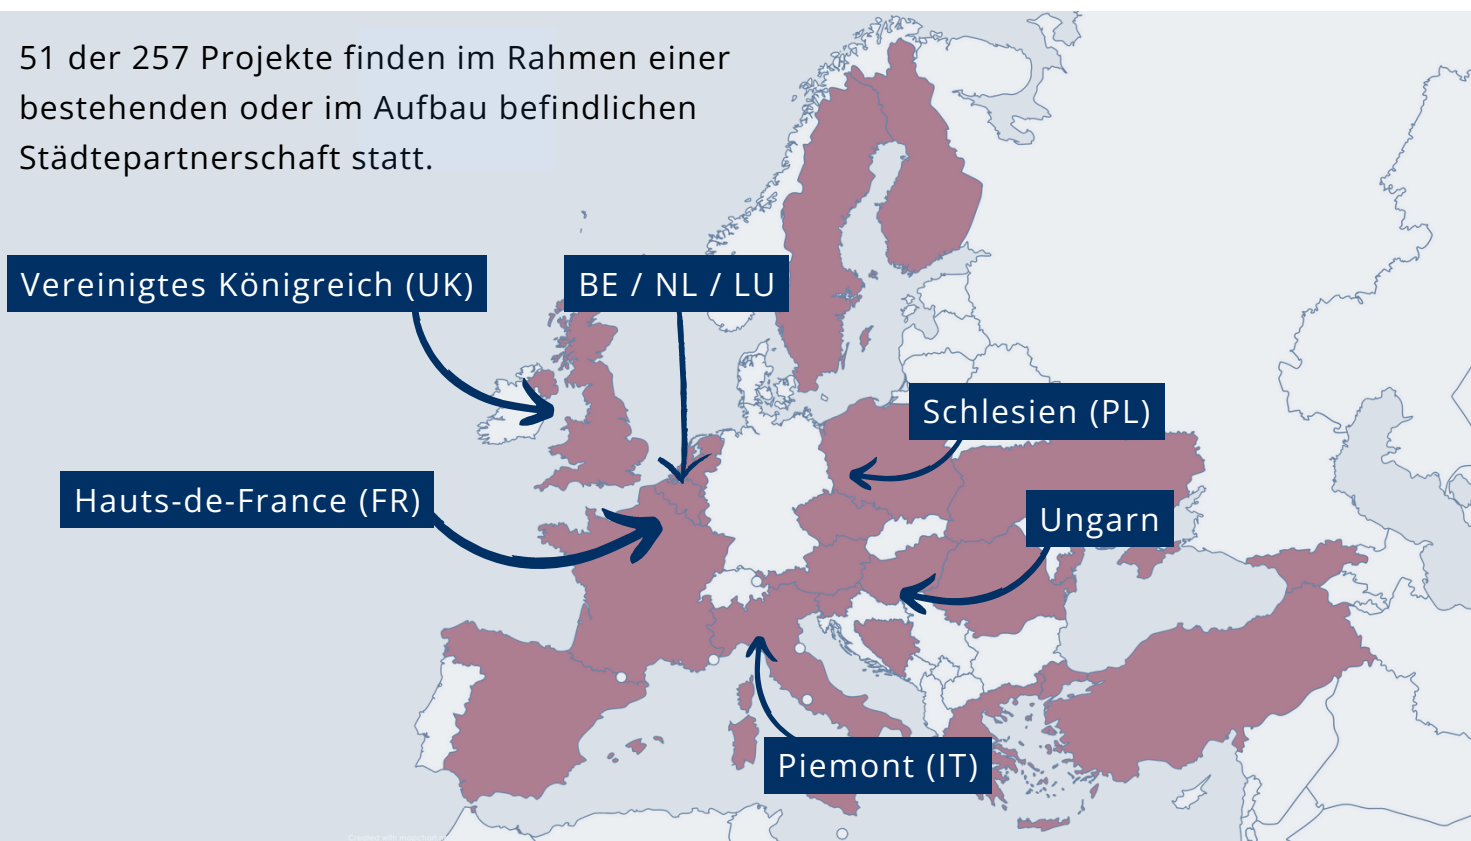 51 der 257 Projekte finden im Rahmen einer
bestehenden oder im Aufbau befindlichen
Städtepartnerschaft statt.
Vereinigtes Königreich (UK)
BE / NL / LU
Schlesien (PL)
Hauts-de-France (FR)
Ungarn
Piemont (IT)